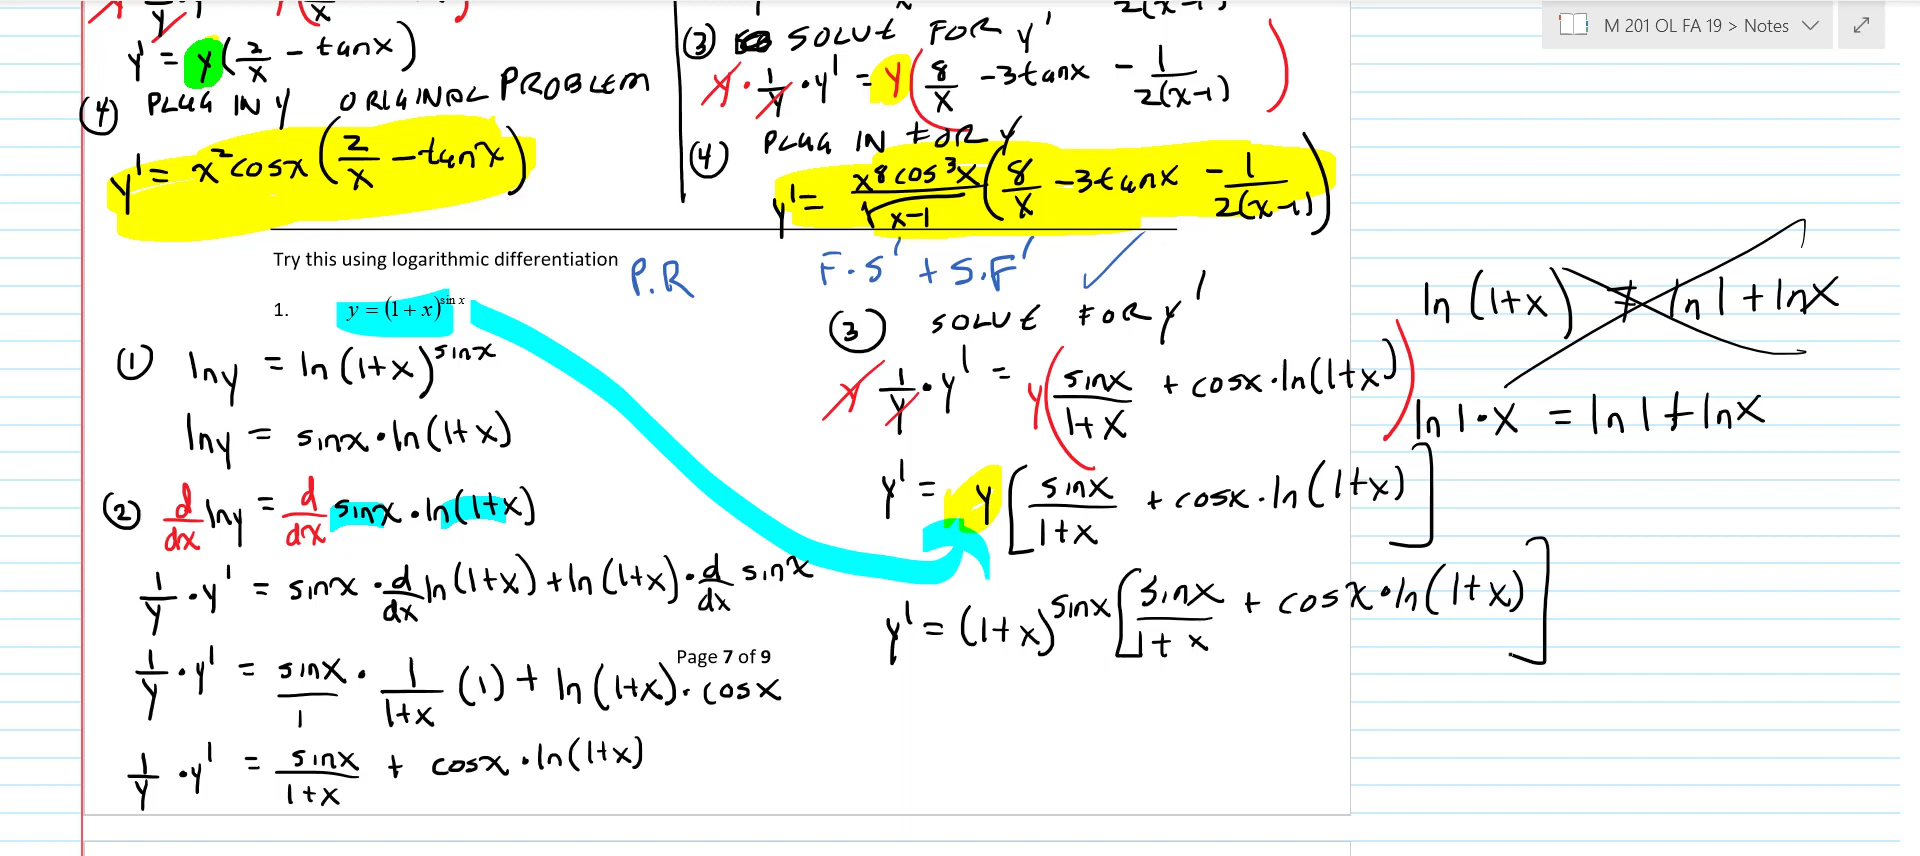 M 201 OL FA 19 > Notes
y' = y(2/x - tanx)
(4) PLUG IN y ORIGINAL PROBLEM
y' = x²cosx(2/x - tanx)
(3) SOLVE FOR y'
y · 1/y · y' = y(8/x - 3tanx - 1/2(x-1))
(4) PLUG IN FOR y
y' = x⁸cos³x/√x-1 (8/x - 3tanx - 1/2(x-1))
Try this using logarithmic differentiation
P.R F·S' + S·F' ✓
1. y = (1 + x)^sin x
(1) lny = ln(1+x)^sinx
lny = sinx·ln(1+x)
(2) d/dx lny = d/dx sinx·ln(1+x)
1/y · y' = sinx · d/dx ln(1+x) + ln(1+x) · d/dx sinx
1/y · y' = sinx/1 · 1/1+x (1) + ln(1+x) · cosx
Page 7 of 9
1/y · y' = sinx/1+x + cosx · ln(1+x)
(3) SOLVE FOR y'
y · 1/y · y' = y(sinx/1+x + cosx·ln(1+x))
y' = y[sinx/1+x + cosx·ln(1+x)]
y' = (1+x)^sinx [sinx/1+x + cosx·ln(1+x)]
ln(1+x) ≠ ln1 + lnx
ln 1·x = ln1 + lnx